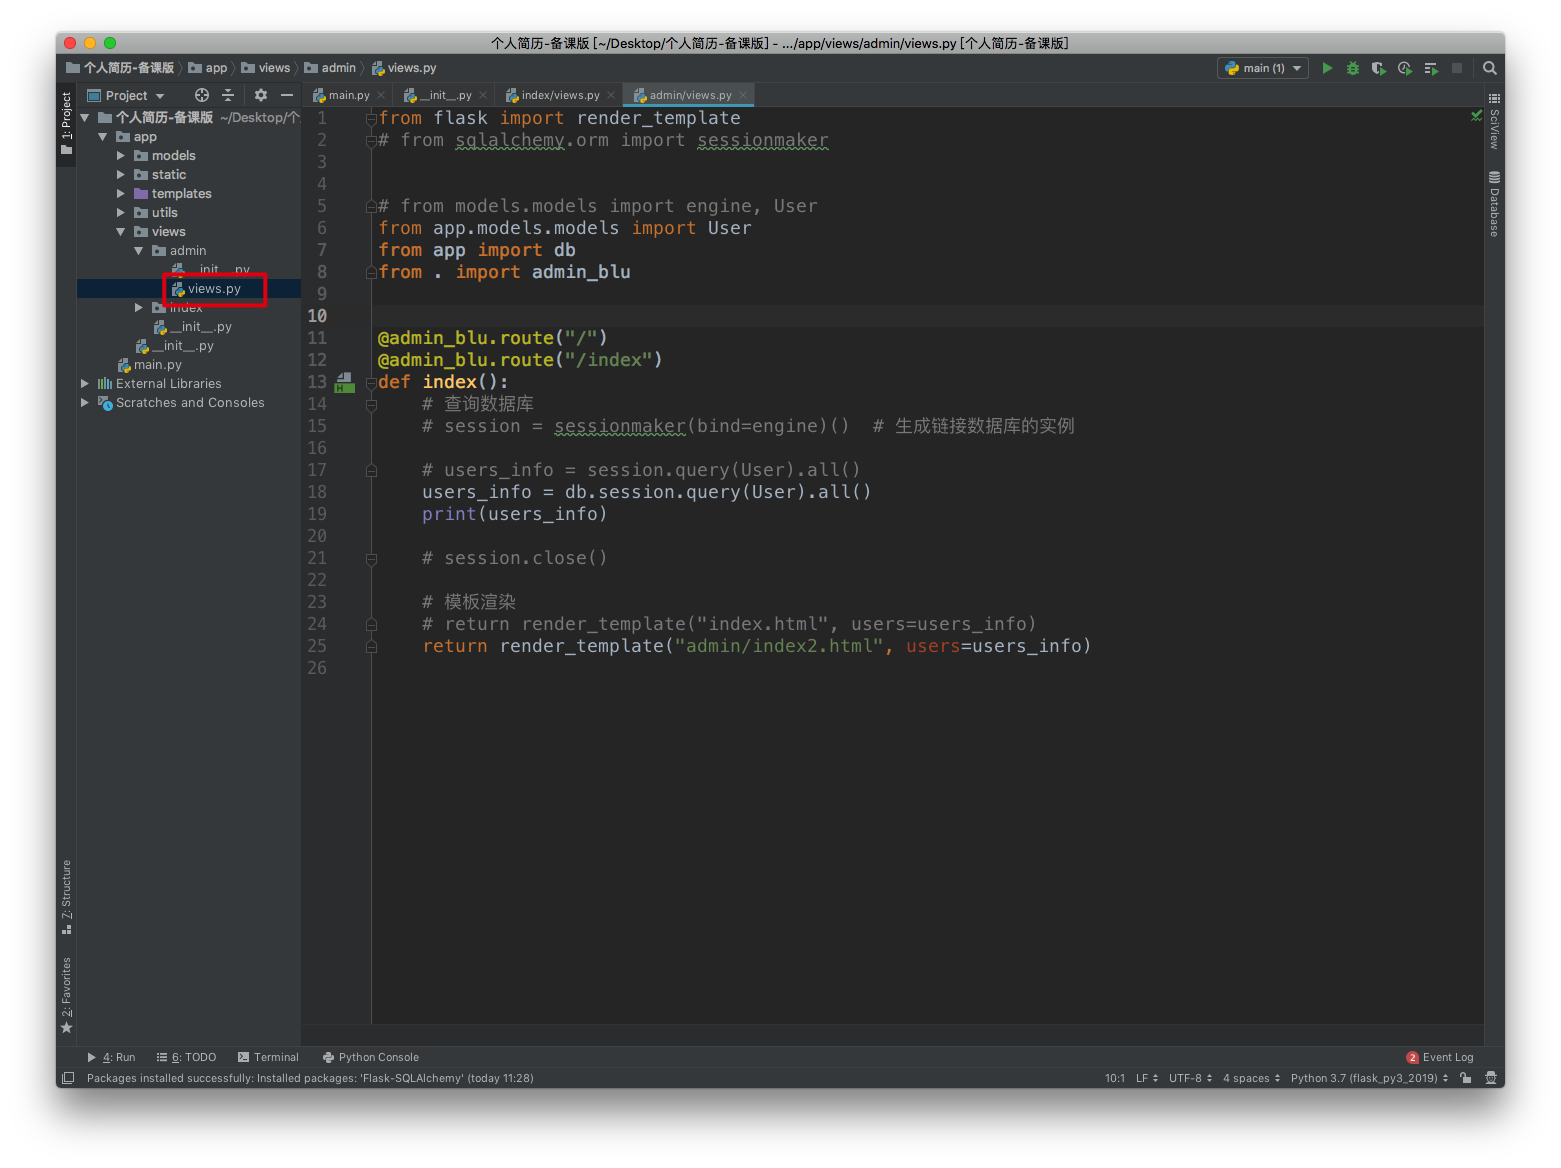 个人简历-备课版 [~/Desktop/个人简历-备课版] - .../app/views/admin/views.py [个人简历-备课版]
个人简历-备课版 app views admin views.py
main (1)
Project
main.py
__init__.py
index/views.py
admin/views.py
1: Project
个人简历-备课版 ~/Desktop/个
app
models
static
templates
utils
views
admin
__init__.py
views.py
index
__init__.py
__init__.py
main.py
External Libraries
Scratches and Consoles
7: Structure
2: Favorites
1 from flask import render_template
2 # from sqlalchemy.orm import sessionmaker
3
4
5 # from models.models import engine, User
6 from app.models.models import User
7 from app import db
8 from . import admin_blu
9
10
11 @admin_blu.route("/")
12 @admin_blu.route("/index")
13 def index():
14     # 查询数据库
15     # session = sessionmaker(bind=engine)()  # 生成链接数据库的实例
16
17     # users_info = session.query(User).all()
18     users_info = db.session.query(User).all()
19     print(users_info)
20
21     # session.close()
22
23     # 模板渲染
24     # return render_template("index.html", users=users_info)
25     return render_template("admin/index2.html", users=users_info)
26
SciView
Database
4: Run
6: TODO
Terminal
Python Console
2 Event Log
Packages installed successfully: Installed packages: 'Flask-SQLAlchemy' (today 11:28)
10:1 LF UTF-8 4 spaces Python 3.7 (flask_py3_2019)